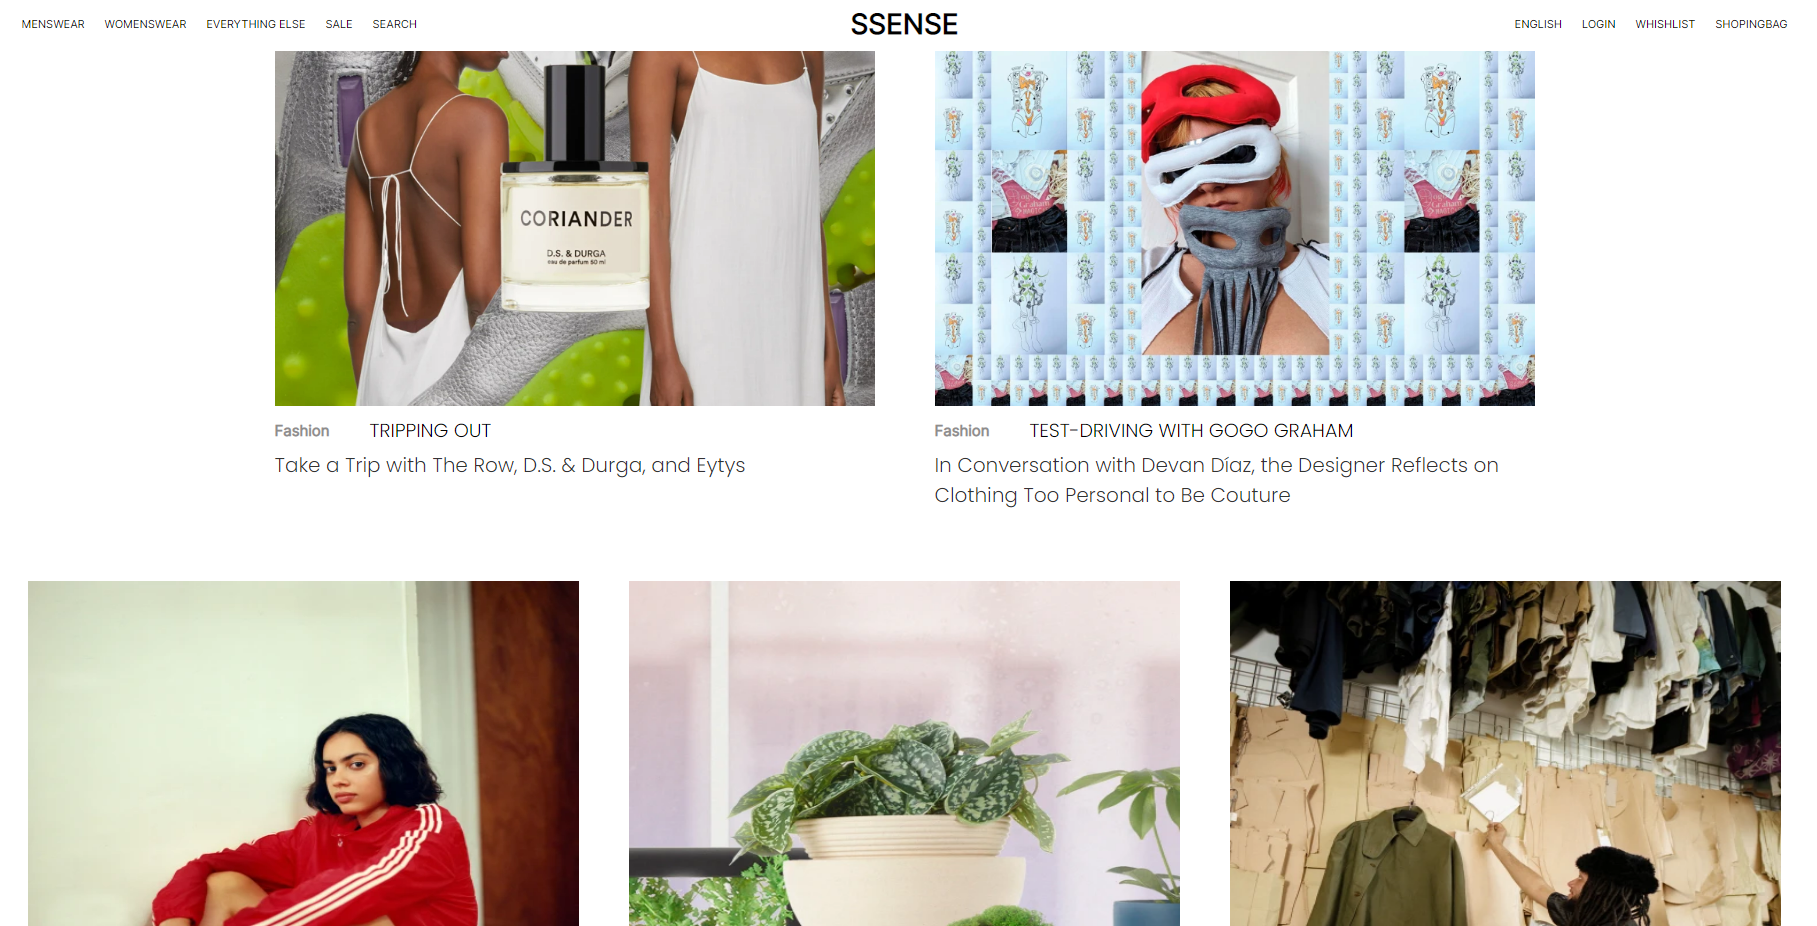 MENSWEAR WOMENSWEAR EVERYTHING ELSE SALE SEARCH SSENSE ENGLISH LOGIN WHISHLIST SHOPINGBAG
CORIANDER
D.S. & DURGA
eau de parfum 50 ml
Fashion TRIPPING OUT
Take a Trip with The Row, D.S. & Durga, and Eytys
Fashion TEST-DRIVING WITH GOGO GRAHAM
In Conversation with Devan Díaz, the Designer Reflects on
Clothing Too Personal to Be Couture